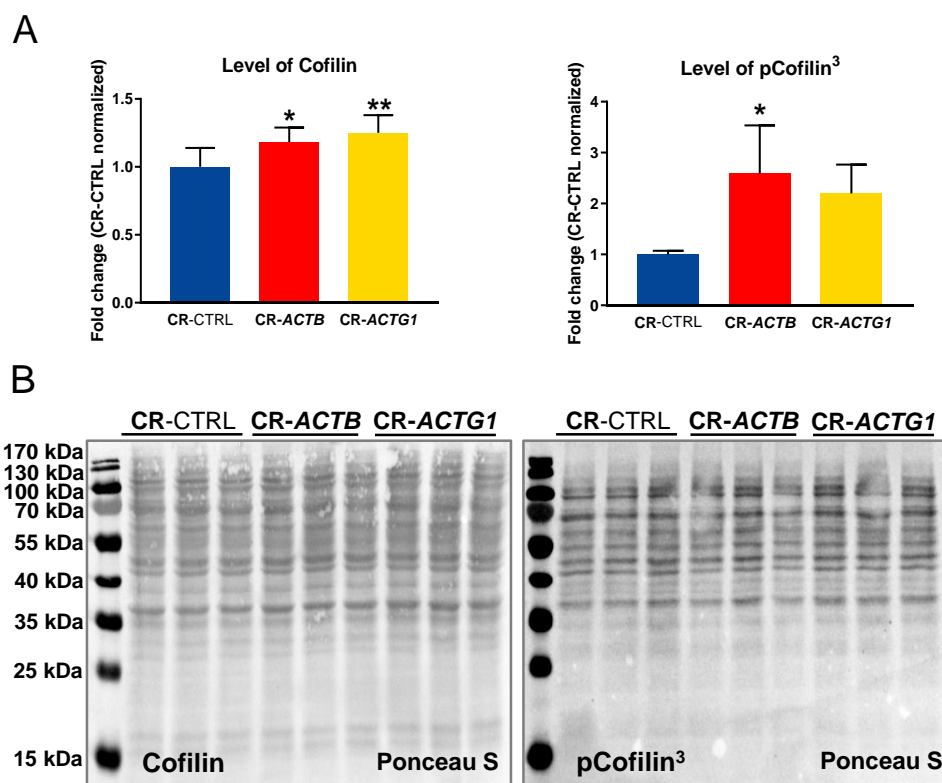 A
Level of Cofilin
Fold change (CR-CTRL normalized)
1.5
1.0
0.5
0.0
*
**
CR-CTRL
CR-ACTB
CR-ACTG1
Level of pCofilin³
Fold change (CR-CTRL normalized)
4
3
2
1
0
*
CR-CTRL
CR-ACTB
CR-ACTG1
B
CR-CTRL CR-ACTB CR-ACTG1
CR-CTRL CR-ACTB CR-ACTG1
170 kDa
130 kDa
100 kDa
70 kDa
55 kDa
40 kDa
35 kDa
25 kDa
15 kDa
Cofilin Ponceau S
pCofilin³ Ponceau S